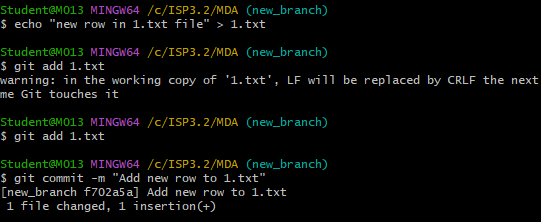 Student@MO13 MINGW64 /c/ISP3.2/MDA (new_branch)
$ echo "new row in 1.txt file" > 1.txt
Student@MO13 MINGW64 /c/ISP3.2/MDA (new_branch)
$ git add 1.txt
warning: in the working copy of '1.txt', LF will be replaced by CRLF the next
me Git touches it
Student@MO13 MINGW64 /c/ISP3.2/MDA (new_branch)
$ git add 1.txt
Student@MO13 MINGW64 /c/ISP3.2/MDA (new_branch)
$ git commit -m "Add new row to 1.txt"
[new_branch f702a5a] Add new row to 1.txt
1 file changed, 1 insertion(+)